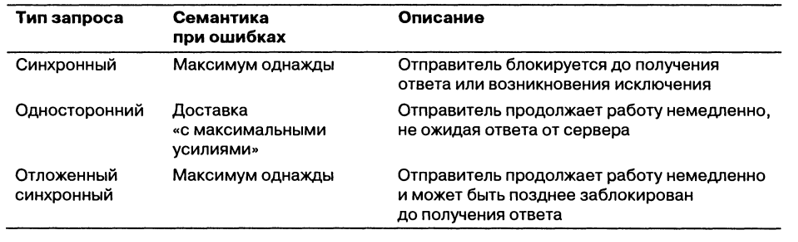 Тип запроса Семантика Описание
при ошибках
Синхронный Максимум однажды Отправитель блокируется до получения
ответа или возникновения исключения
Односторонний Доставка Отправитель продолжает работу немедленно,
«с максимальными не ожидая ответа от сервера
усилиями»
Отложенный Максимум однажды Отправитель продолжает работу немедленно
синхронный и может быть позднее заблокирован
до получения ответа